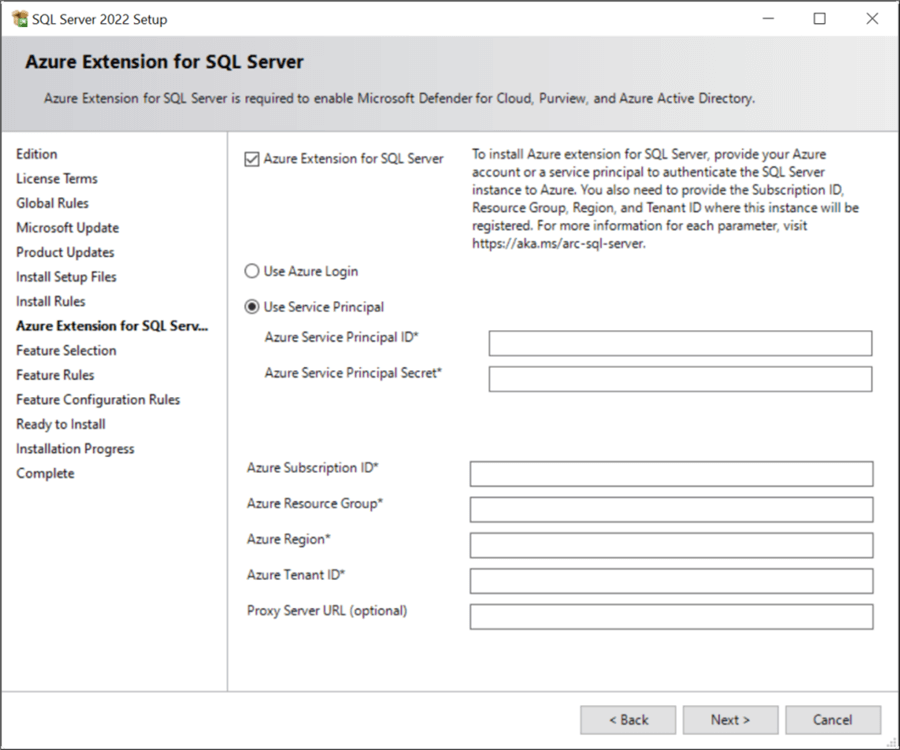 SQL Server 2022 Setup
Azure Extension for SQL Server
Azure Extension for SQL Server is required to enable Microsoft Defender for Cloud, Purview, and Azure Active Directory.
Edition
License Terms
Global Rules
Microsoft Update
Product Updates
Install Setup Files
Install Rules
Azure Extension for SQL Serv...
Feature Selection
Feature Rules
Feature Configuration Rules
Ready to Install
Installation Progress
Complete
Azure Extension for SQL Server
To install Azure extension for SQL Server, provide your Azure
account or a service principal to authenticate the SQL Server
instance to Azure. You also need to provide the Subscription ID,
Resource Group, Region, and Tenant ID where this instance will be
registered. For more information for each parameter, visit
https://aka.ms/arc-sql-server.
Use Azure Login
Use Service Principal
Azure Service Principal ID*
Azure Service Principal Secret*
Azure Subscription ID*
Azure Resource Group*
Azure Region*
Azure Tenant ID*
Proxy Server URL (optional)
< Back
Next >
Cancel